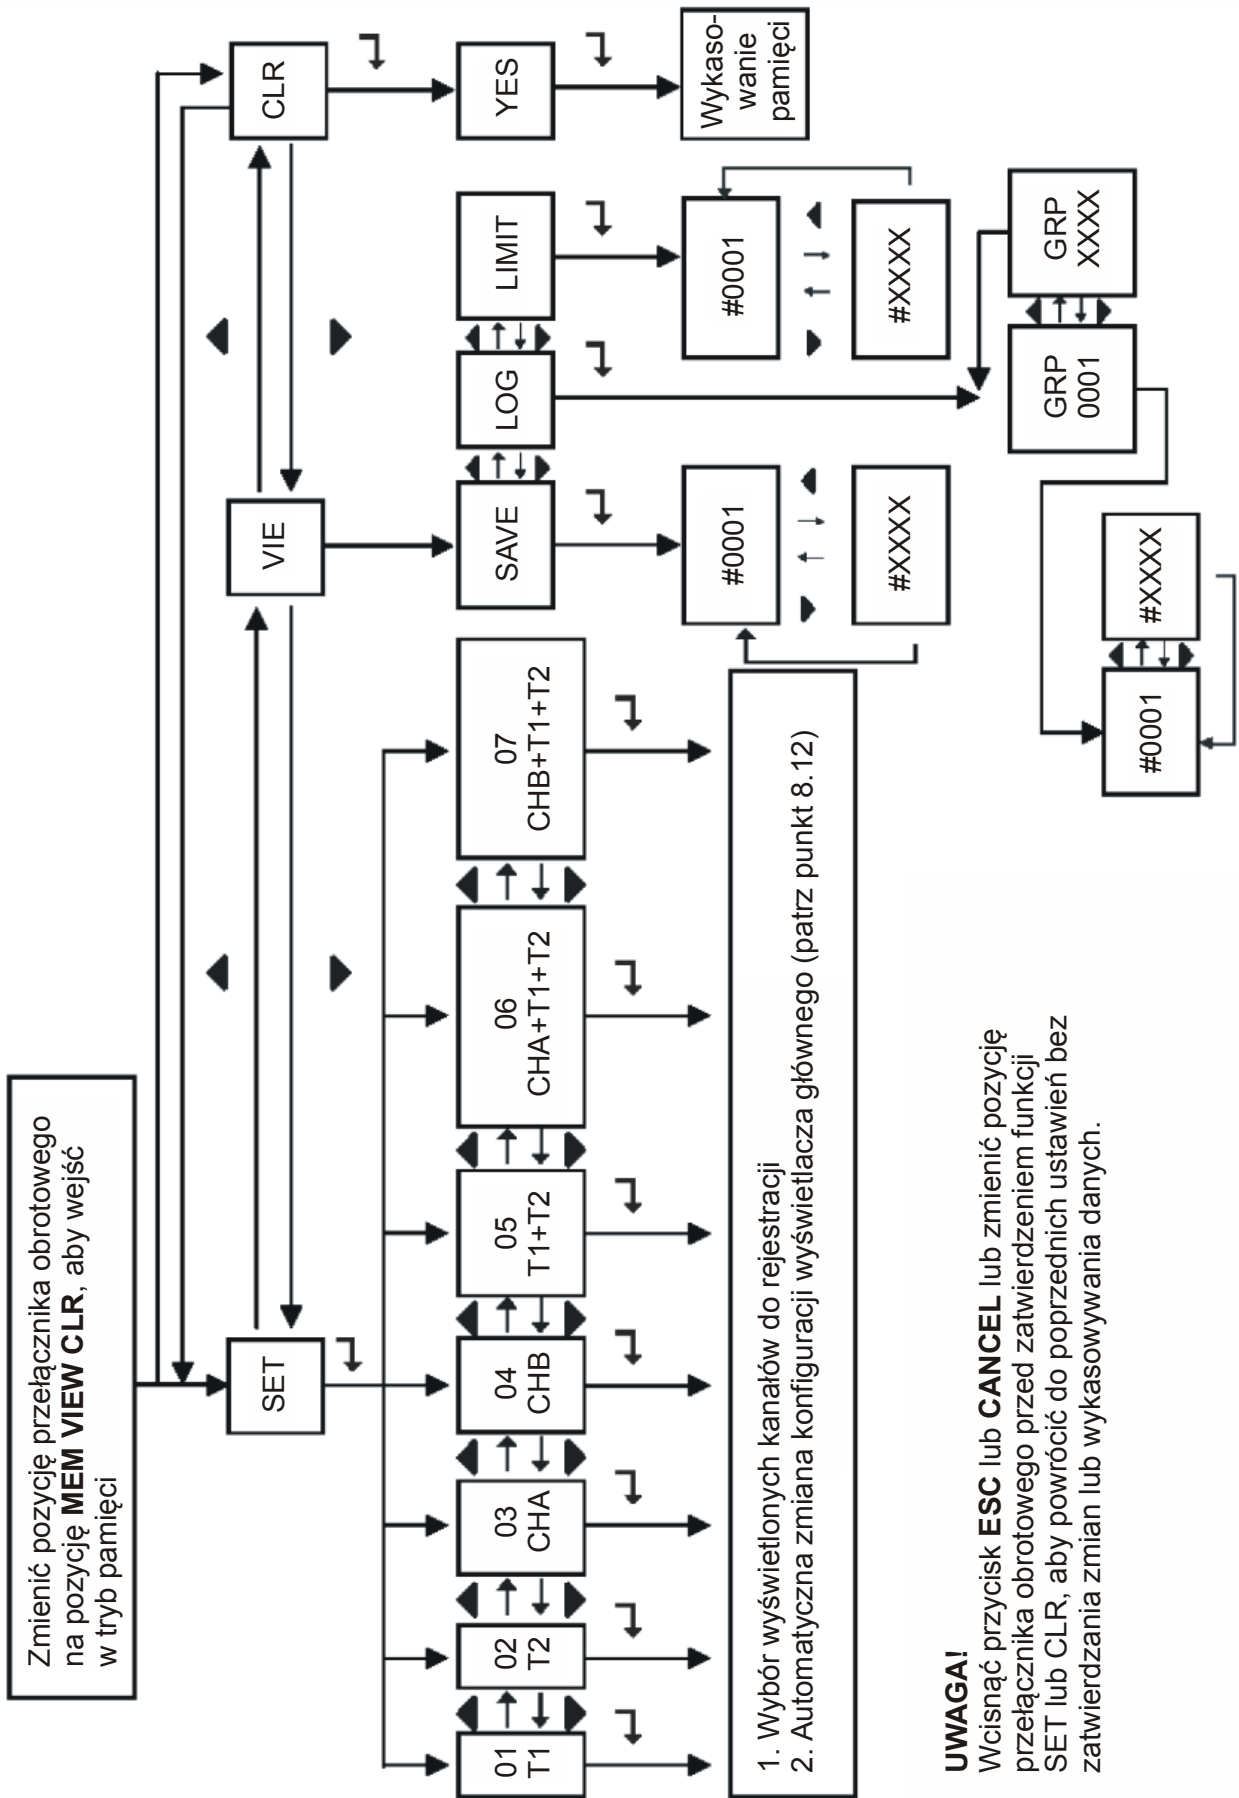 Zmienić pozycję przełącznika obrotowego
na pozycję MEM VIEW CLR, aby wejść
w tryb pamięci
SET
VIE
CLR
01
T1
02
T2
03
CHA
04
CHB
05
T1+T2
06
CHA+T1+T2
07
CHB+T1+T2
SAVE
LOG
LIMIT
YES
1. Wybór wyświetlonych kanałów do rejestracji
2. Automatyczna zmiana konfiguracji wyświetlacza głównego (patrz punkt 8.12)
#0001
#XXXX
#0001
#XXXX
Wykaso-
wanie
pamięci
GRP
0001
GRP
XXXX
#0001
#XXXX
UWAGA!
Wcisnąć przycisk ESC lub CANCEL lub zmienić pozycję
przełącznika obrotowego przed zatwierdzeniem funkcji
SET lub CLR, aby powrócić do poprzednich ustawień bez
zatwierdzania zmian lub wykasowywania danych.